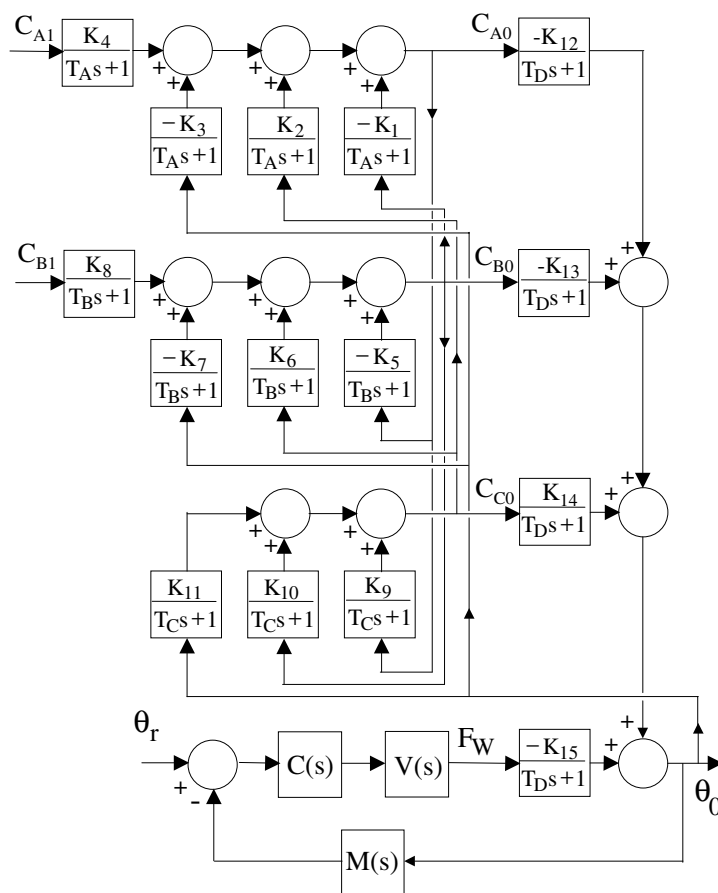 C_A1 K_4 / T_A s+1 C_A0 -K_12 / T_D s+1
+ + + + + +
-K_3 / T_A s+1 K_2 / T_A s+1 -K_1 / T_A s+1
C_B1 K_8 / T_B s+1 C_B0 -K_13 / T_D s+1 + +
+ + + + + +
-K_7 / T_B s+1 K_6 / T_B s+1 -K_5 / T_B s+1
C_C0 K_14 / T_D s+1 + +
+ + + +
K_11 / T_C s+1 K_10 / T_C s+1 K_9 / T_C s+1
θ_r C(s) V(s) F_W -K_15 / T_D s+1 + + θ_0
+ -
M(s)